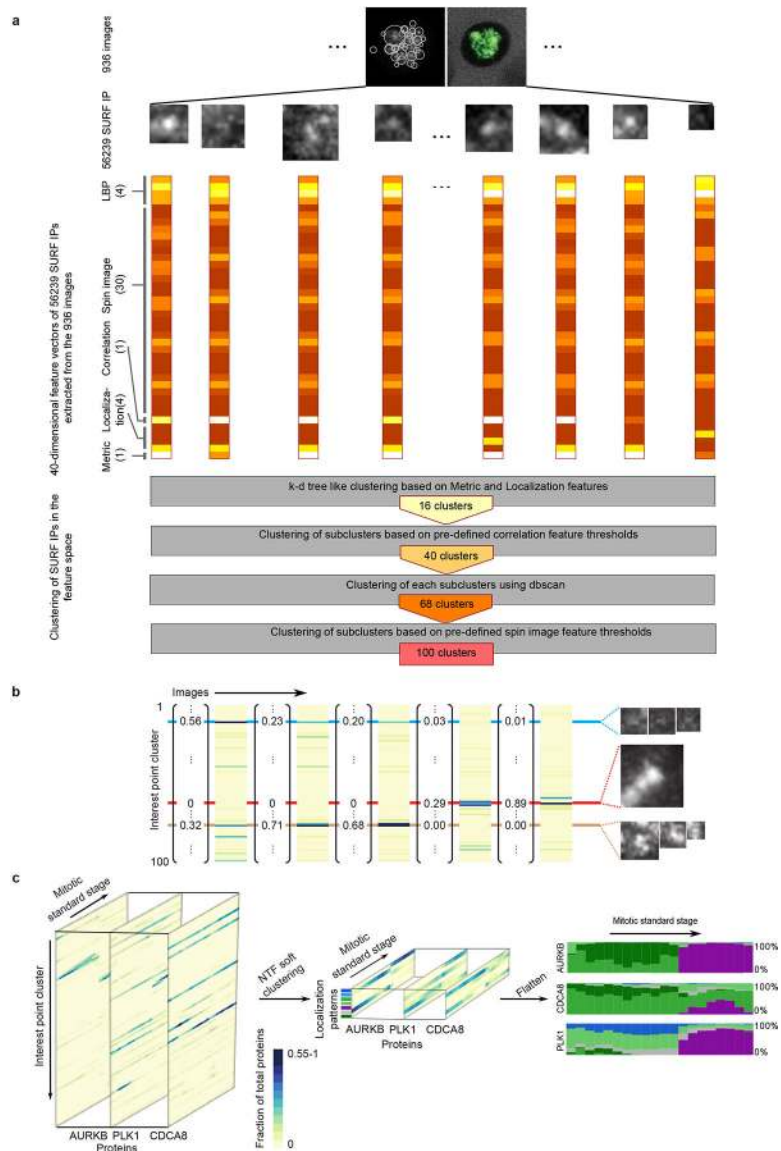 a
936 images
...
...
56239 SURF IP
...
40-dimensional feature vectors of 56239 SURF IPs
extracted from the 936 images
LBP
(4)
...
Spin image
(30)
Correlation
(1)
Localiza-
tion(4)
Metric
(1)
Clustering of SURF IPs in the
feature space
k-d tree like clustering based on Metric and Localization features
16 clusters
Clustering of subclusters based on pre-defined correlation feature thresholds
40 clusters
Clustering of each subclusters using dbscan
68 clusters
Clustering of subclusters based on pre-defined spin image feature thresholds
100 clusters
b
Images
Interest point cluster
1
0.56 0.23 0.20 0.03 0.01
0 0 0 0.29 0.89
0.32 0.71 0.68 0.00 0.00
100
c
Mitotic
standard stage
Interest point cluster
AURKB PLK1 CDCA8
Proteins
NTF soft
clustering
Fraction of total proteins
0.55-1
0
Mitotic
standard stage
Localization
patterns
AURKB PLK1 CDCA8
Proteins
Flatten
Mitotic standard stage
AURKB
100%
0%
CDCA8
100%
0%
PLK1
100%
0%